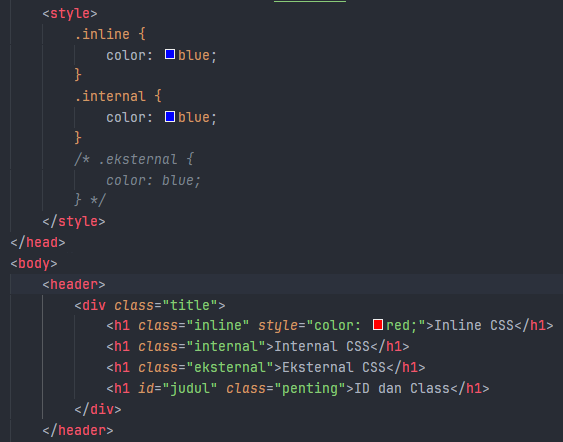 <style>
.inline {
color: blue;
}
.internal {
color: blue;
}
/* .eksternal {
color: blue;
} */
</style>
</head>
<body>
<header>
<div class="title">
<h1 class="inline" style="color: red;">Inline CSS</h1>
<h1 class="internal">Internal CSS</h1>
<h1 class="eksternal">Eksternal CSS</h1>
<h1 id="judul" class="penting">ID dan Class</h1>
</div>
</header>